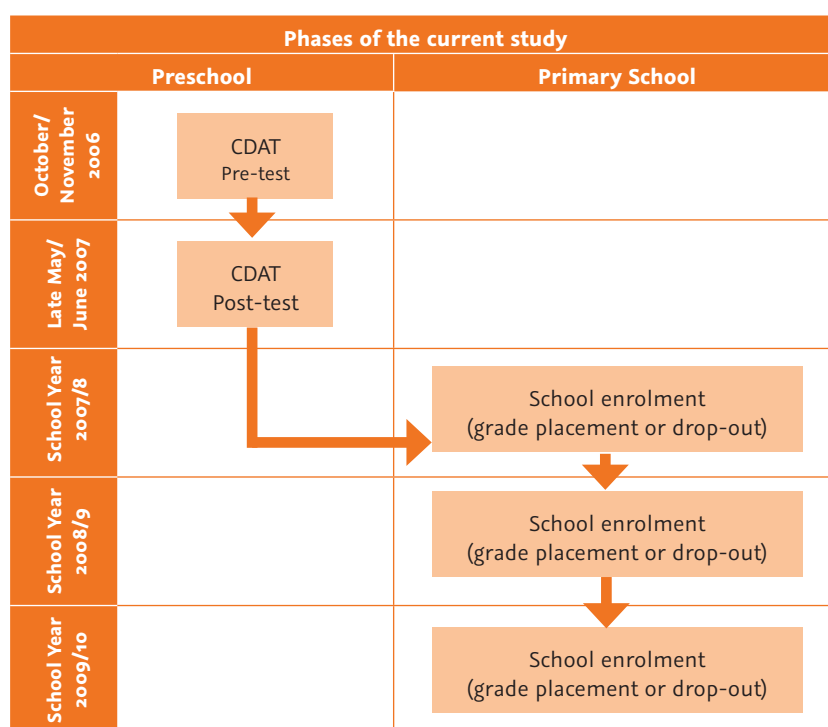 Phases of the current study
Preschool
Primary School
October/
November
2006
CDAT
Pre-test
Late May/
June 2007
CDAT
Post-test
School Year
2007/8
School enrolment
(grade placement or drop-out)
School Year
2008/9
School enrolment
(grade placement or drop-out)
School Year
2009/10
School enrolment
(grade placement or drop-out)